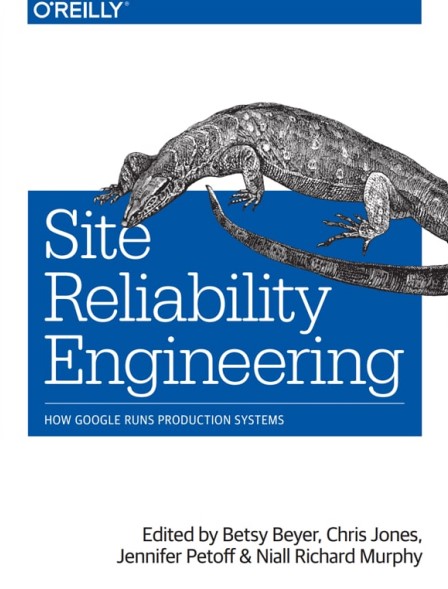 O'REILLY®
Site
Reliability
Engineering
HOW GOOGLE RUNS PRODUCTION SYSTEMS
Edited by Betsy Beyer, Chris Jones,
Jennifer Petoff & Niall Richard Murphy